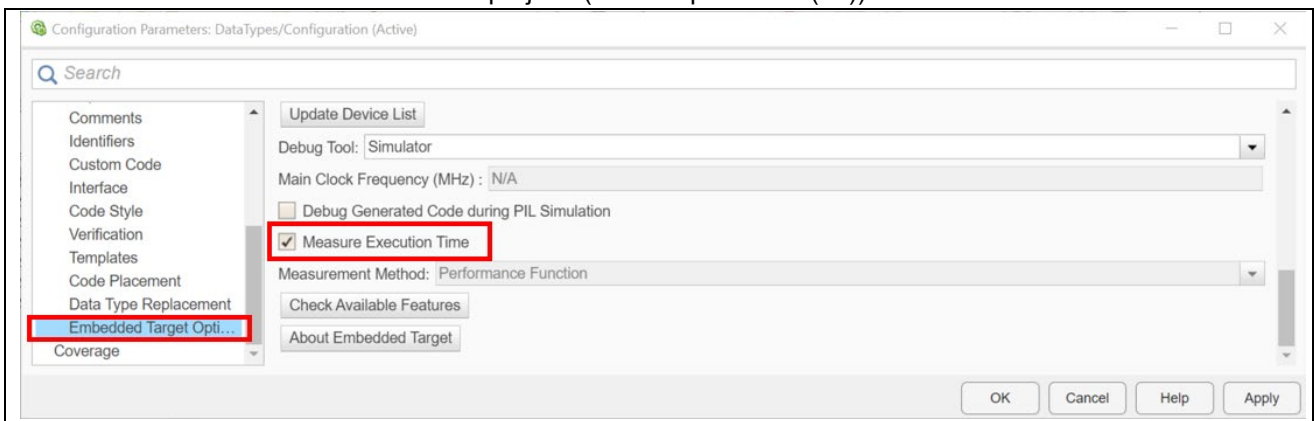 Configuration Parameters: DataTypes/Configuration (Active)
Search
Comments
Identifiers
Custom Code
Interface
Code Style
Verification
Templates
Code Placement
Data Type Replacement
Embedded Target Opti...
Coverage
Update Device List
Debug Tool: Simulator
Main Clock Frequency (MHz) : N/A
Debug Generated Code during PIL Simulation
Measure Execution Time
Measurement Method: Performance Function
Check Available Features
About Embedded Target
OK Cancel Help Apply